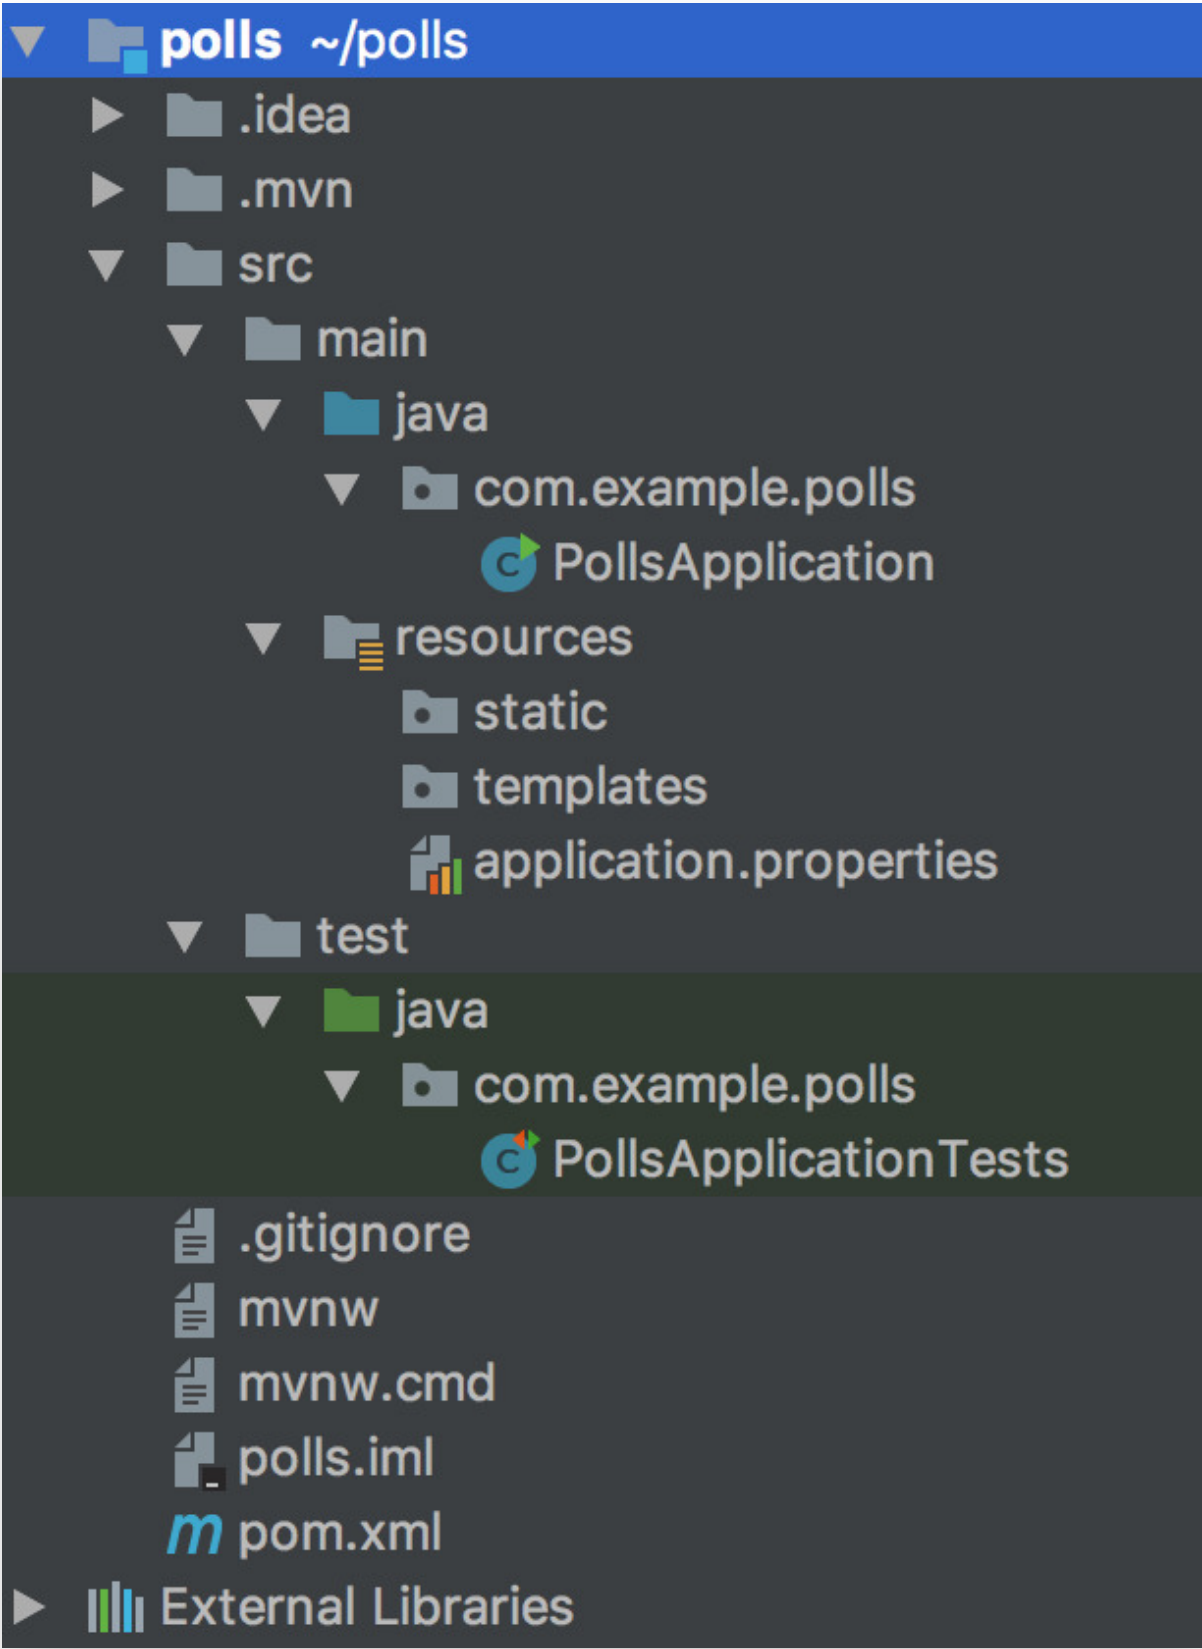 polls ~/polls
.idea
.mvn
src
main
java
com.example.polls
C PollsApplication
resources
static
templates
application.properties
test
java
com.example.polls
C PollsApplicationTests
.gitignore
mvnw
mvnw.cmd
polls.iml
m pom.xml
External Libraries